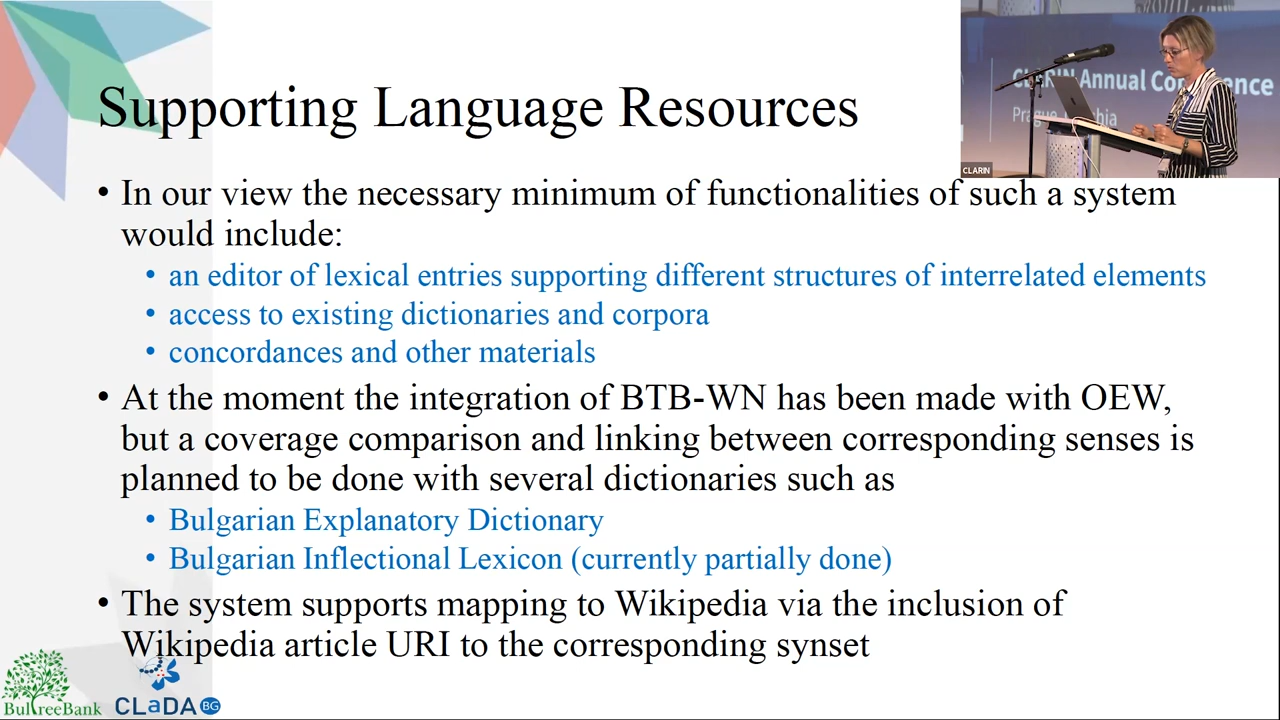 Supporting Language Resources
• In our view the necessary minimum of functionalities of such a system
would include:
• an editor of lexical entries supporting different structures of interrelated elements
• access to existing dictionaries and corpora
• concordances and other materials
• At the moment the integration of BTB-WN has been made with OEW,
but a coverage comparison and linking between corresponding senses is
planned to be done with several dictionaries such as
• Bulgarian Explanatory Dictionary
• Bulgarian Inflectional Lexicon (currently partially done)
• The system supports mapping to Wikipedia via the inclusion of
Wikipedia article URI to the corresponding synset
BulTreeBank
CLaDA BG
CLARIN Annual Conference
CLARIN